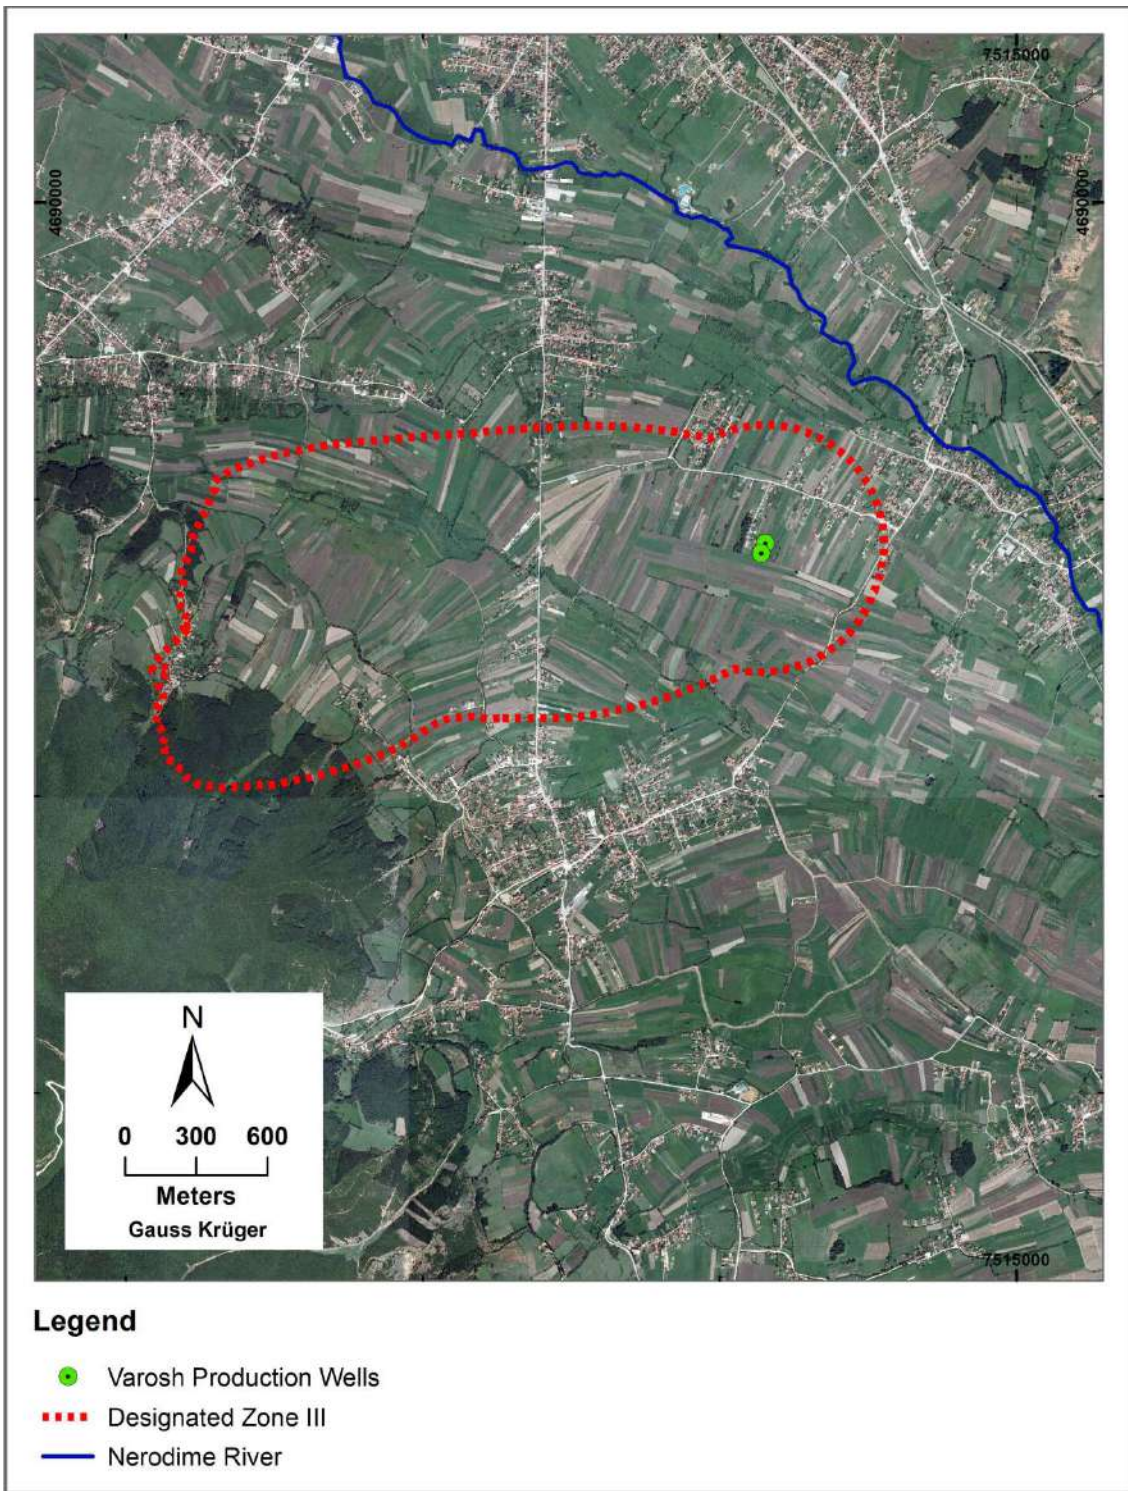 7515000
4690000
4690000
N
0 300 600
Meters
Gauss Krüger
7515000
Legend
Varosh Production Wells
Designated Zone III
Nerodime River